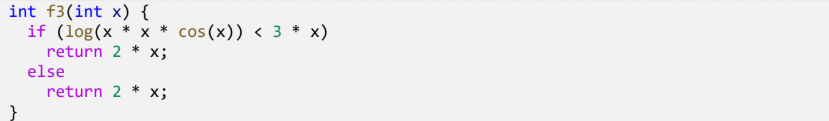 int f3(int x) {
  if (log(x * x * cos(x)) < 3 * x)
    return 2 * x;
  else
    return 2 * x;
}